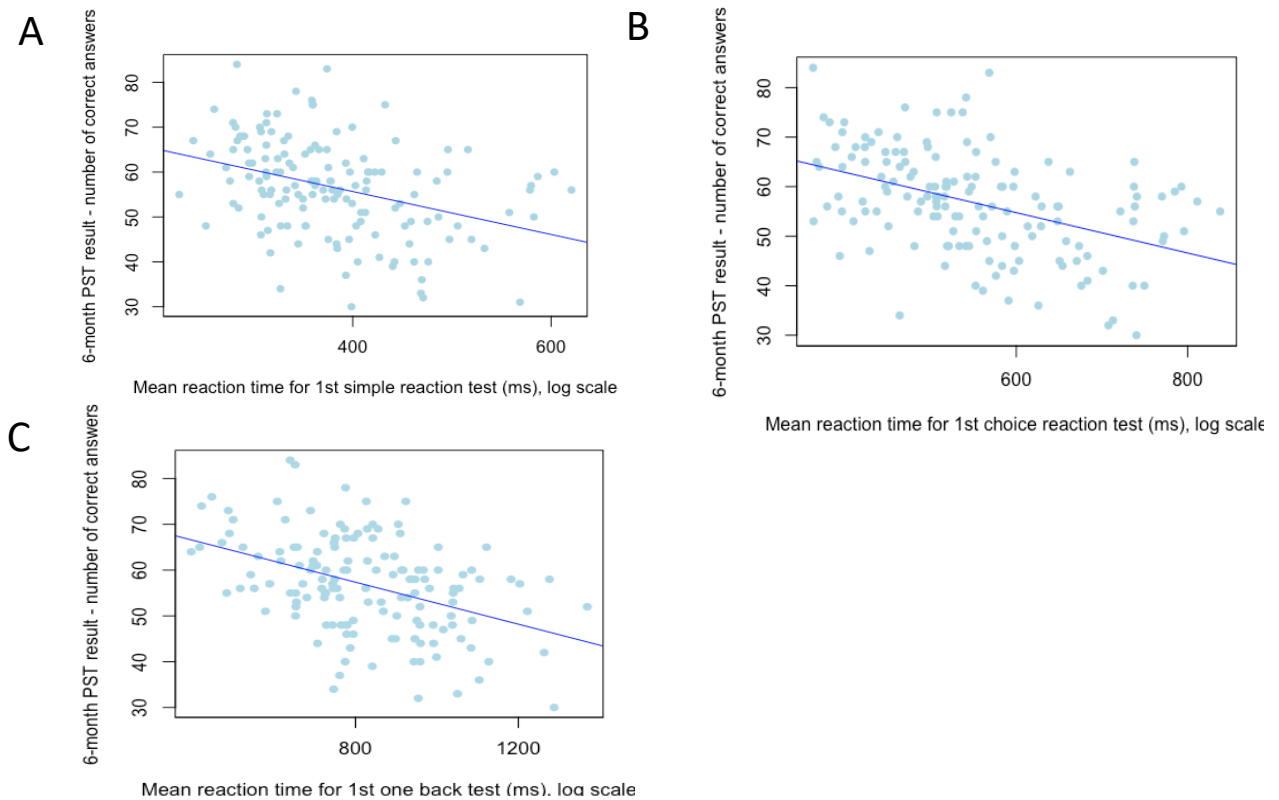 A
6-month PST result - number of correct answers
80
70
60
50
40
30
400
600
Mean reaction time for 1st simple reaction test (ms), log scale
B
6-month PST result - number of correct answers
80
70
60
50
40
30
600
800
Mean reaction time for 1st choice reaction test (ms), log scale
C
6-month PST result - number of correct answers
80
70
60
50
40
30
800
1200
Mean reaction time for 1st one back test (ms), log scale